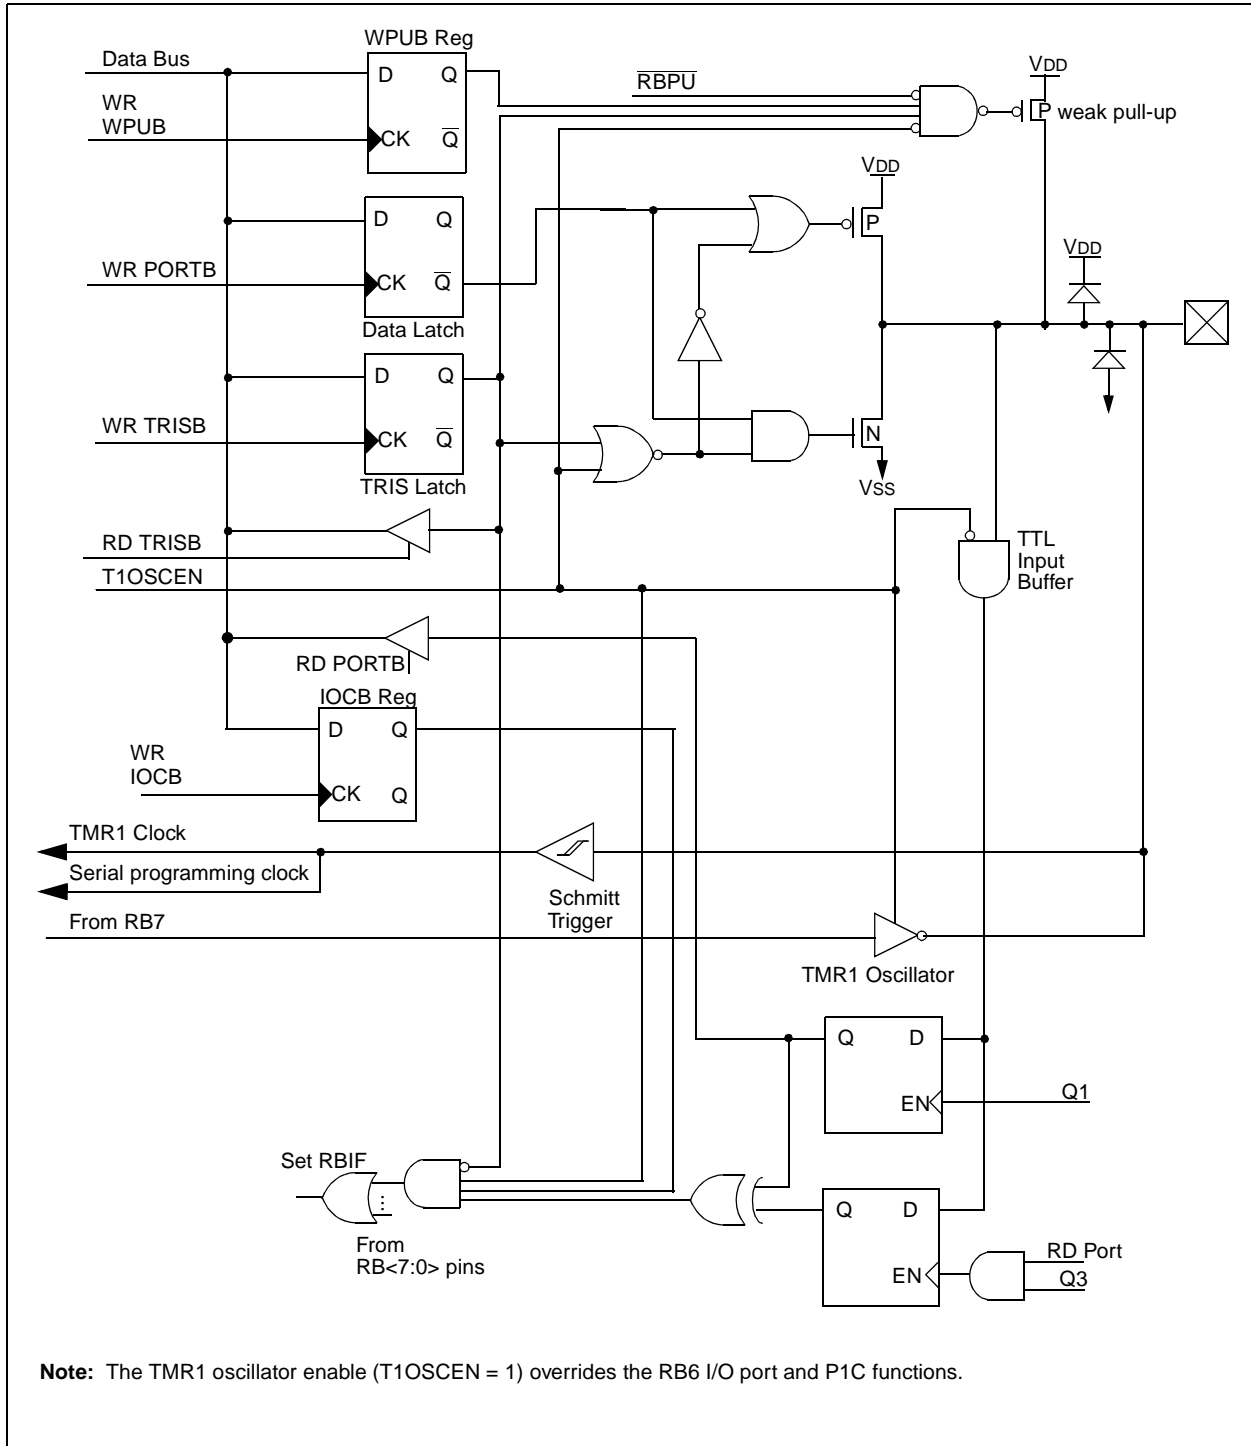 WPUB Reg
Data Bus
D
Q
WR
WPUB
CK
Q̅
R̅B̅P̅U̅
VDD
P
weak pull-up
D
Q
WR PORTB
CK
Q̅
Data Latch
VDD
P
VDD
D
Q
WR TRISB
CK
Q̅
TRIS Latch
N
VSS
RD TRISB
T1OSCEN
TTL
Input
Buffer
RD PORTB
IOCB Reg
D
Q
WR
IOCB
CK
Q
TMR1 Clock
Serial programming clock
Schmitt
Trigger
From RB7
TMR1 Oscillator
Q
D
EN
Q1
Set RBIF
From
RB<7:0> pins
Q
D
EN
RD Port
Q3
Note: The TMR1 oscillator enable (T1OSCEN = 1) overrides the RB6 I/O port and P1C functions.